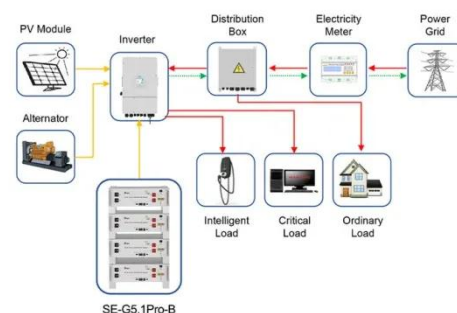 PV Module
Inverter
Distribution
Box
Electricity
Meter
Power
Grid
Alternator
Intelligent
Load
Critical
Load
Ordinary
Load
SE-G5.1Pro-B